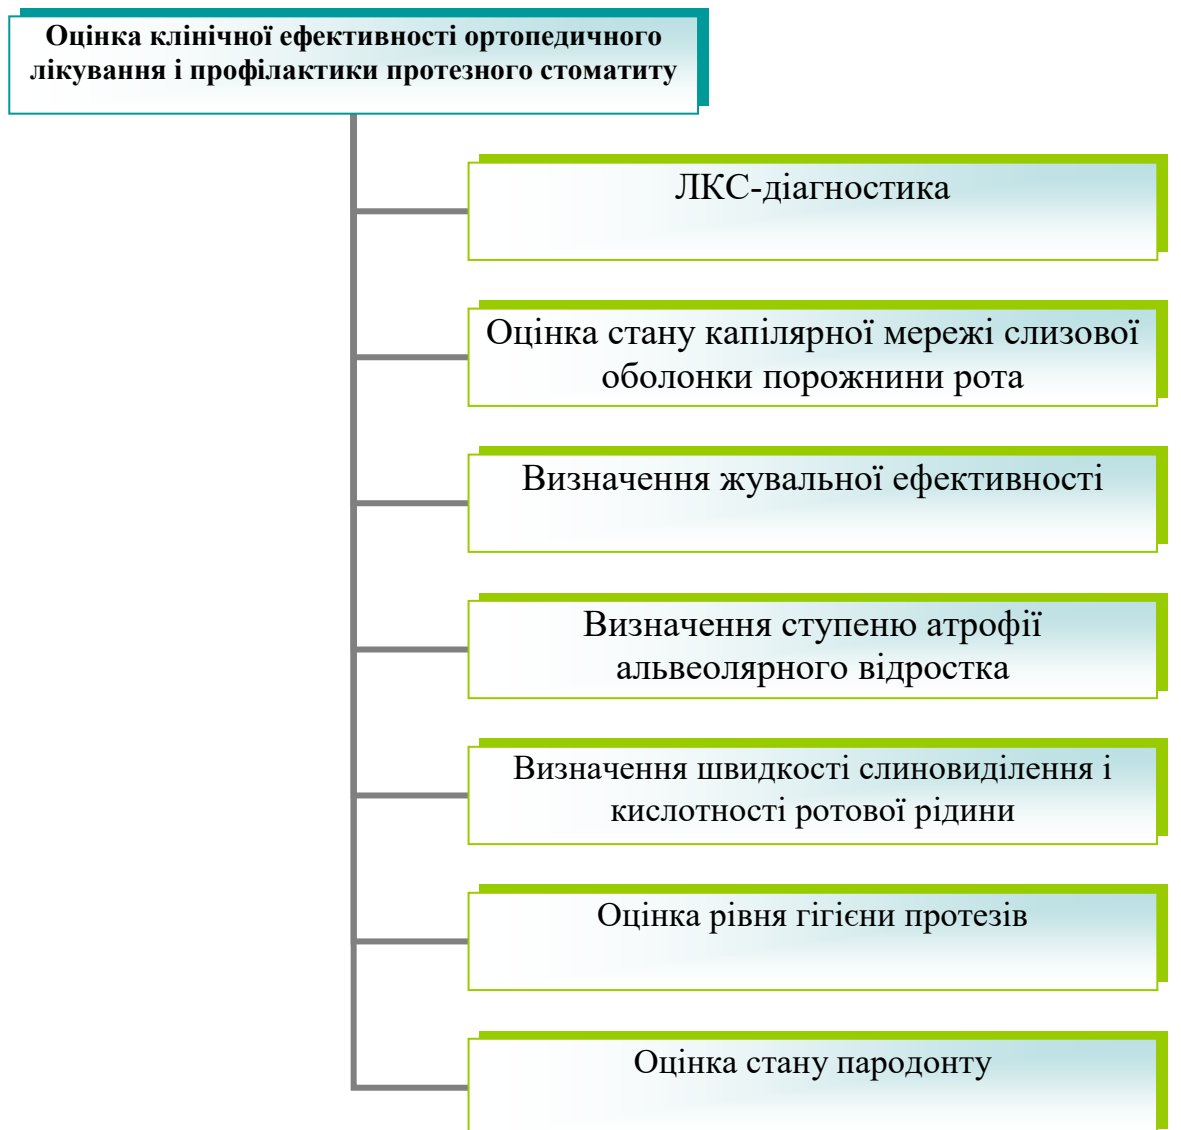 Оцінка клінічної ефективності ортопедичного
лікування і профілактики протезного стоматиту
ЛКС-діагностика
Оцінка стану капілярної мережі слизової
оболонки порожнини рота
Визначення жувальної ефективності
Визначення ступеню атрофії
альвеолярного відростка
Визначення швидкості слиновиділення і
кислотності ротової рідини
Оцінка рівня гігієни протезів
Оцінка стану пародонту